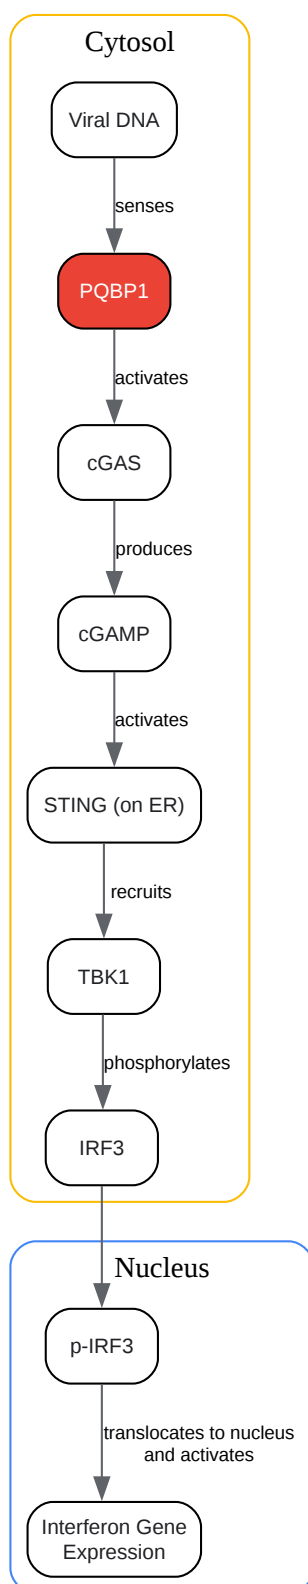 Cytosol
Viral DNA
senses
PQBP1
activates
cGAS
produces
cGAMP
activates
STING (on ER)
recruits
TBK1
phosphorylates
IRF3
Nucleus
p-IRF3
translocates to nucleus
and activates
Interferon Gene
Expression